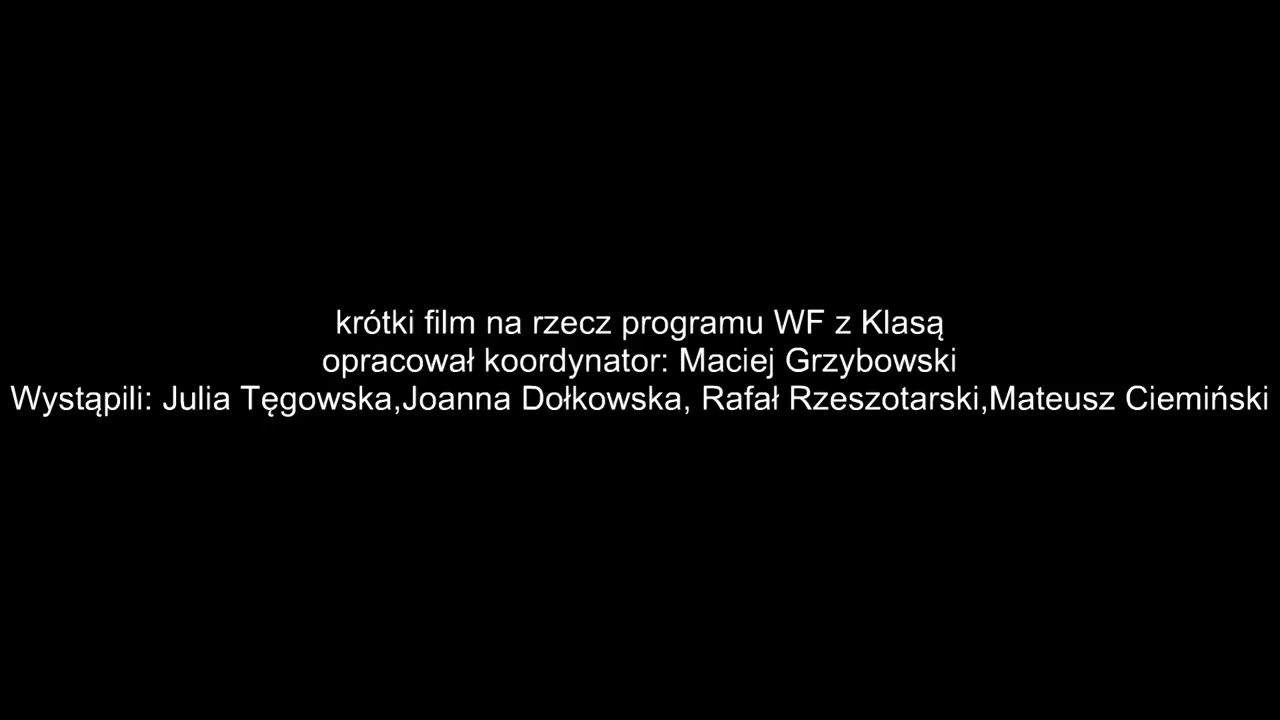 krótki film na rzecz programu WF z Klasą
opracował koordynator: Maciej Grzybowski
Wystąpili: Julia Tęgowska,Joanna Dołkowska, Rafał Rzeszotarski,Mateusz Ciemiński